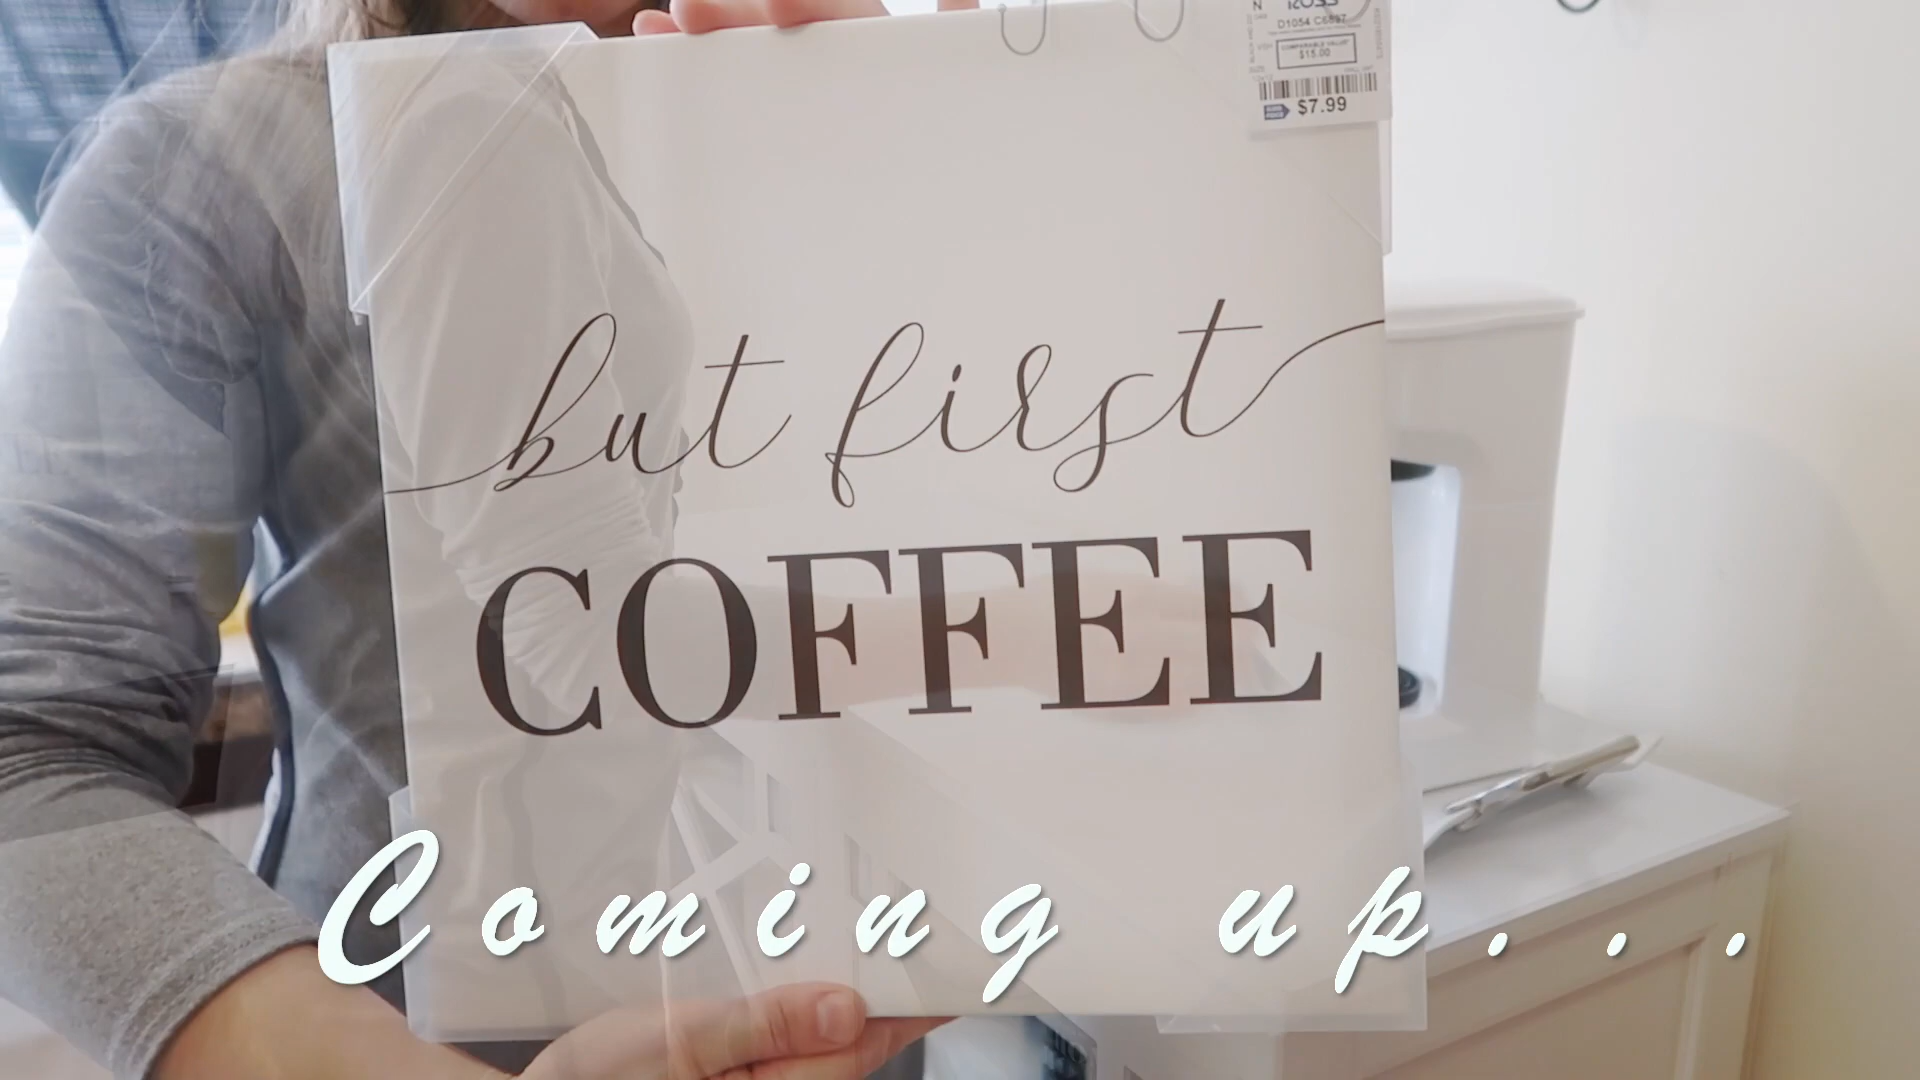 N ROSS
D1054 C6897
COMPARABLE VALUE*
$15.00
$7.99
but first
COFFEE
Coming up...